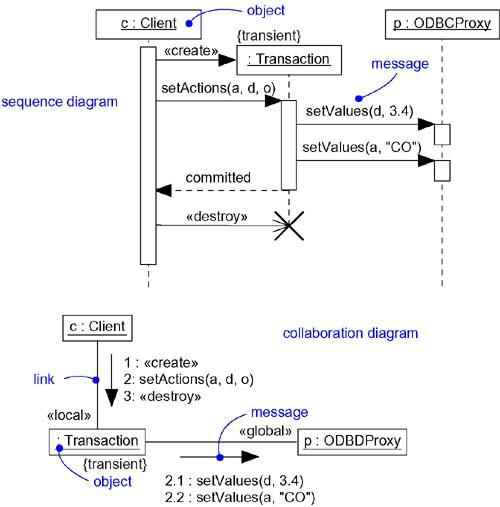 c : Client
object
p : ODBCProxy
{transient}
«create»
: Transaction
message
sequence diagram
setActions(a, d, o)
setValues(d, 3.4)
setValues(a, "CO")
committed
«destroy»
c : Client
collaboration diagram
1 : «create»
link
2: setActions(a, d, o)
3: «destroy»
message
«local»
«global»
: Transaction
p : ODBDProxy
{transient}
object
2.1 : setValues(d, 3.4)
2.2 : setValues(a, "CO")